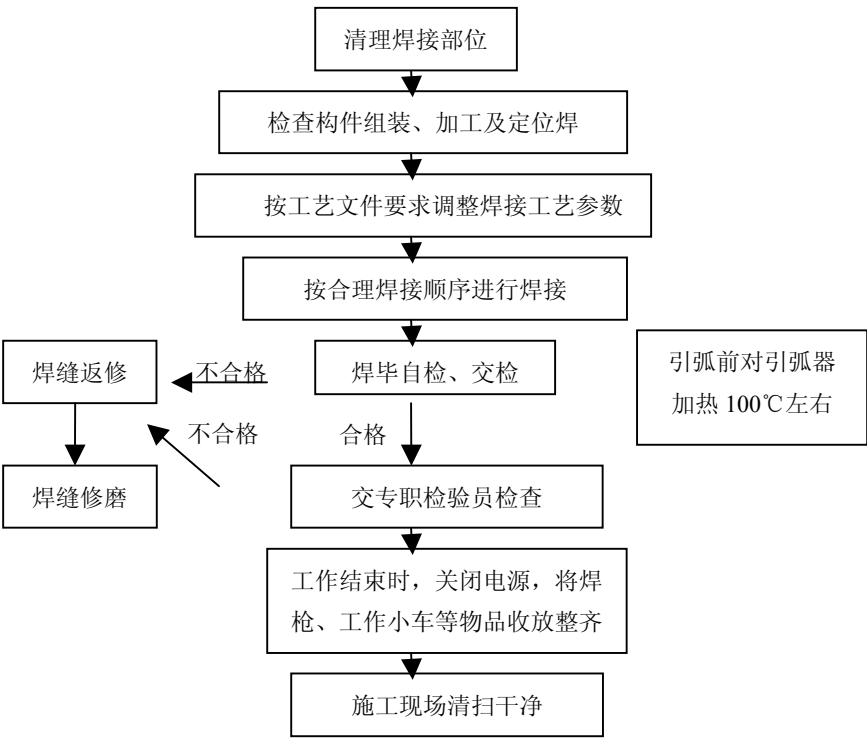 清理焊接部位
检查构件组装、加工及定位焊
按工艺文件要求调整焊接工艺参数
按合理焊接顺序进行焊接
焊缝返修
不合格
焊毕自检、交检
引弧前对引弧器
加热 100℃左右
不合格
合格
焊缝修磨
交专职检验员检查
工作结束时，关闭电源，将焊
枪、工作小车等物品收放整齐
施工现场清扫干净